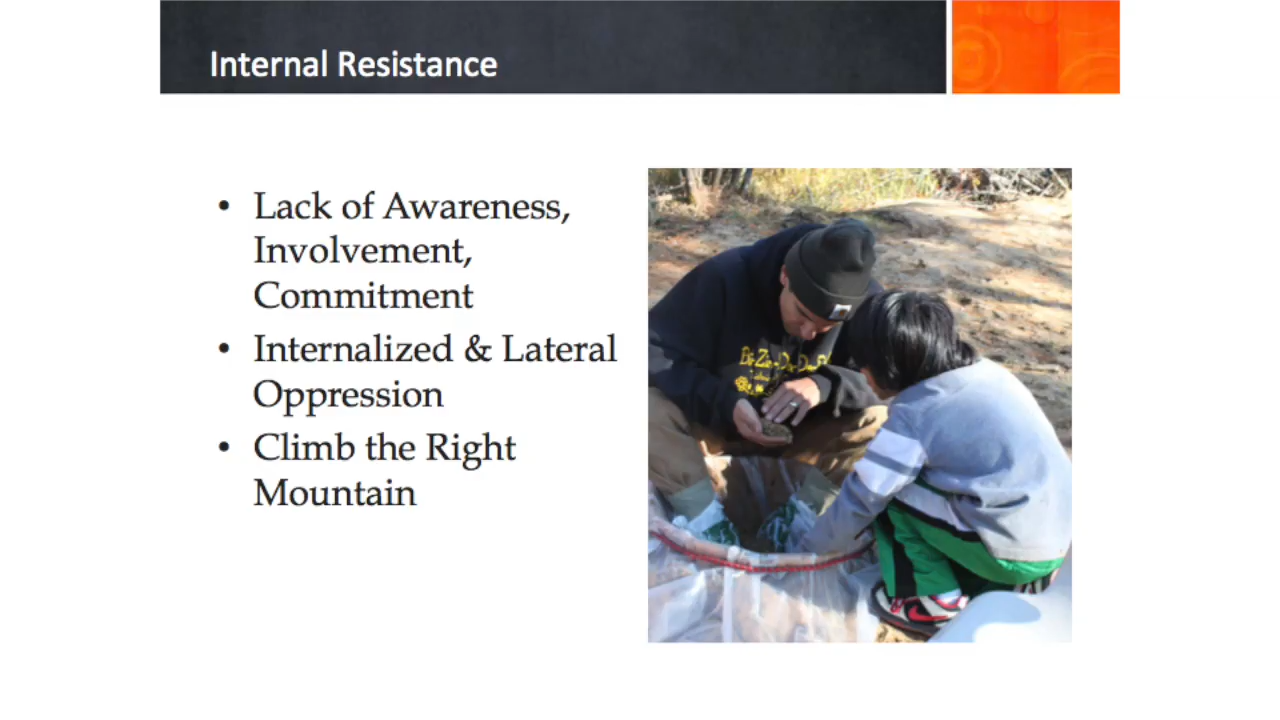 Internal Resistance
• Lack of Awareness,
Involvement,
Commitment
• Internalized & Lateral
Oppression
• Climb the Right
Mountain